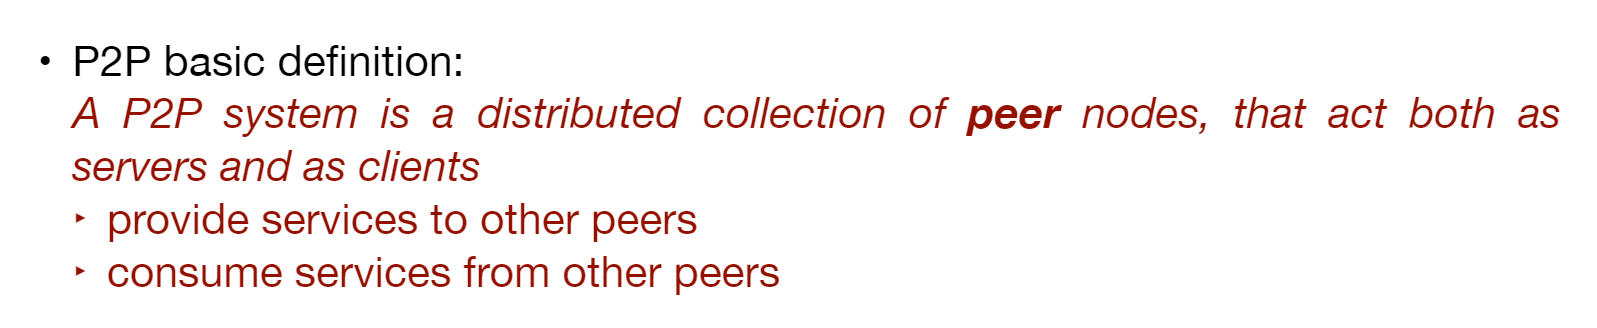 • P2P basic definition:
A P2P system is a distributed collection of peer nodes, that act both as
servers and as clients
‣ provide services to other peers
‣ consume services from other peers